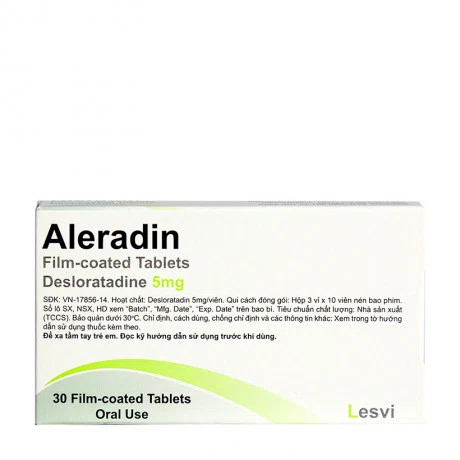 Aleradin
Film-coated Tablets
Desloratadine 5mg
SĐK: VN-17856-14. Hoạt chất: Desloratadin 5mg/viên. Qui cách đóng gói: Hộp 3 vỉ x 10 viên nén bao phim.
Số lô SX, NSX, HD xem "Batch", "Mfg. Date", "Exp. Date" trên bao bì. Tiêu chuẩn chất lượng: Nhà sản xuất
(TCCS). Bảo quản dưới 30°C. Chỉ định, cách dùng, chống chỉ định và các thông tin khác: Xem trong tờ hướng
dẫn sử dụng thuốc kèm theo.
Để xa tầm tay trẻ em. Đọc kỹ hướng dẫn sử dụng trước khi dùng.
30 Film-coated Tablets
Oral Use
Lesvi